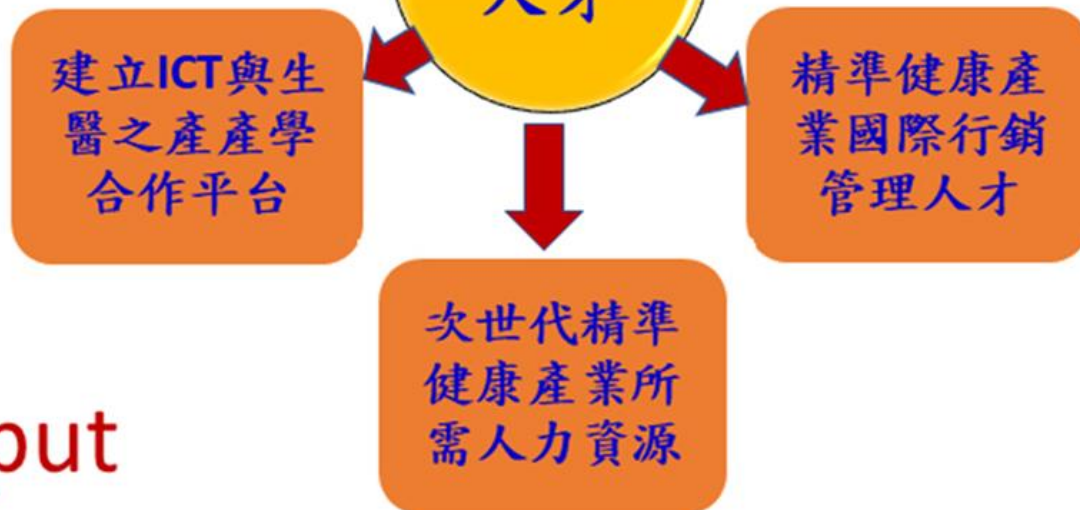 人才
建立ICT與生
醫之產產學
合作平台
精準健康產
業國際行銷
管理人才
次世代精準
健康產業所
需人力資源
put